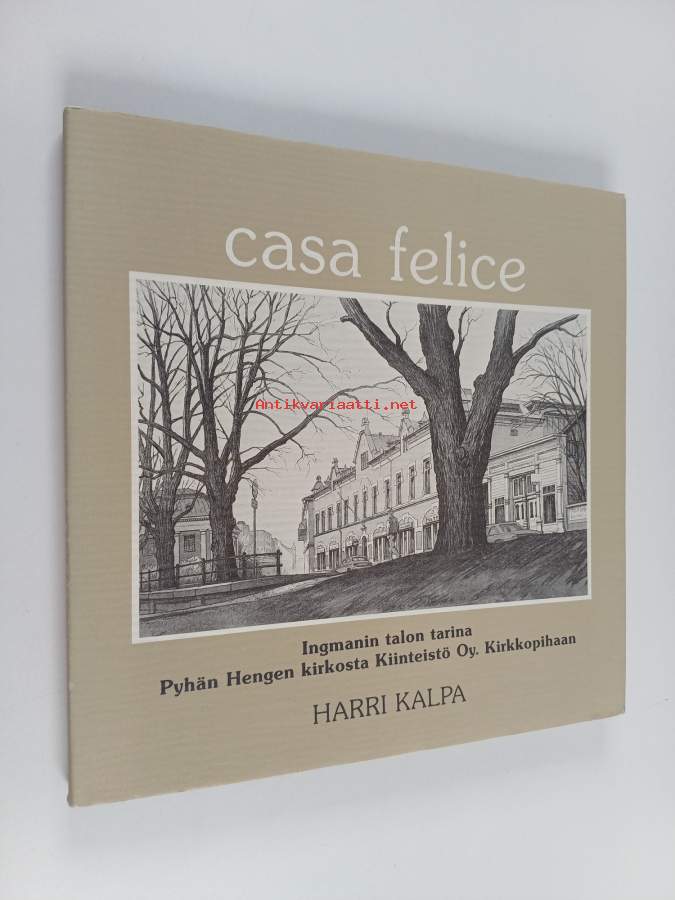 casa felice
Antikvariaatti.net
Ingmanin talon tarina
Pyhän Hengen kirkosta Kiinteistö Oy. Kirkkopihaan
HARRI KALPA